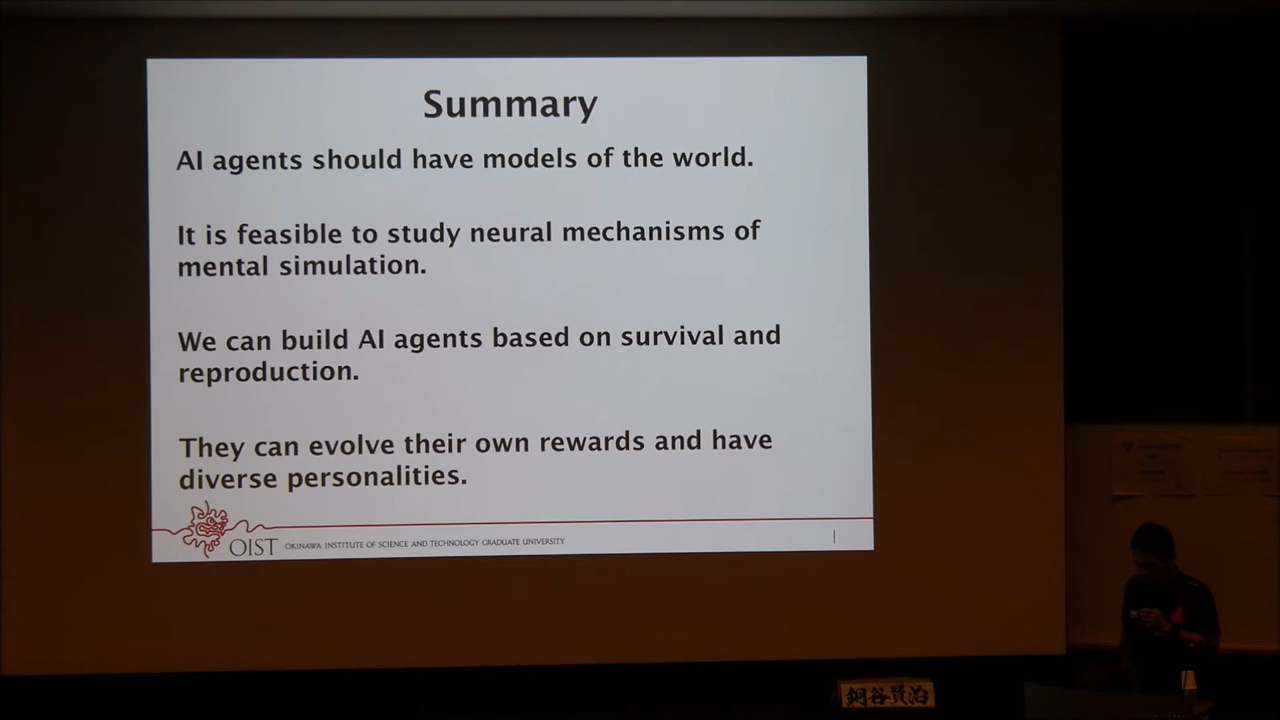 Summary
AI agents should have models of the world.
It is feasible to study neural mechanisms of
mental simulation.
We can build AI agents based on survival and
reproduction.
They can evolve their own rewards and have
diverse personalities.
OIST OKINAWA INSTITUTE OF SCIENCE AND TECHNOLOGY GRADUATE UNIVERSITY
銅谷賢治